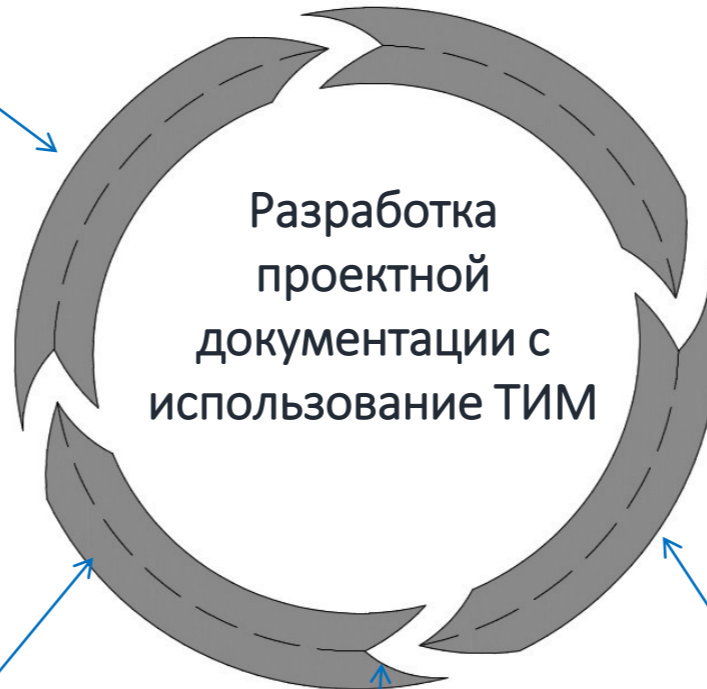 Разработка
проектной
документации с
использование ТИМ